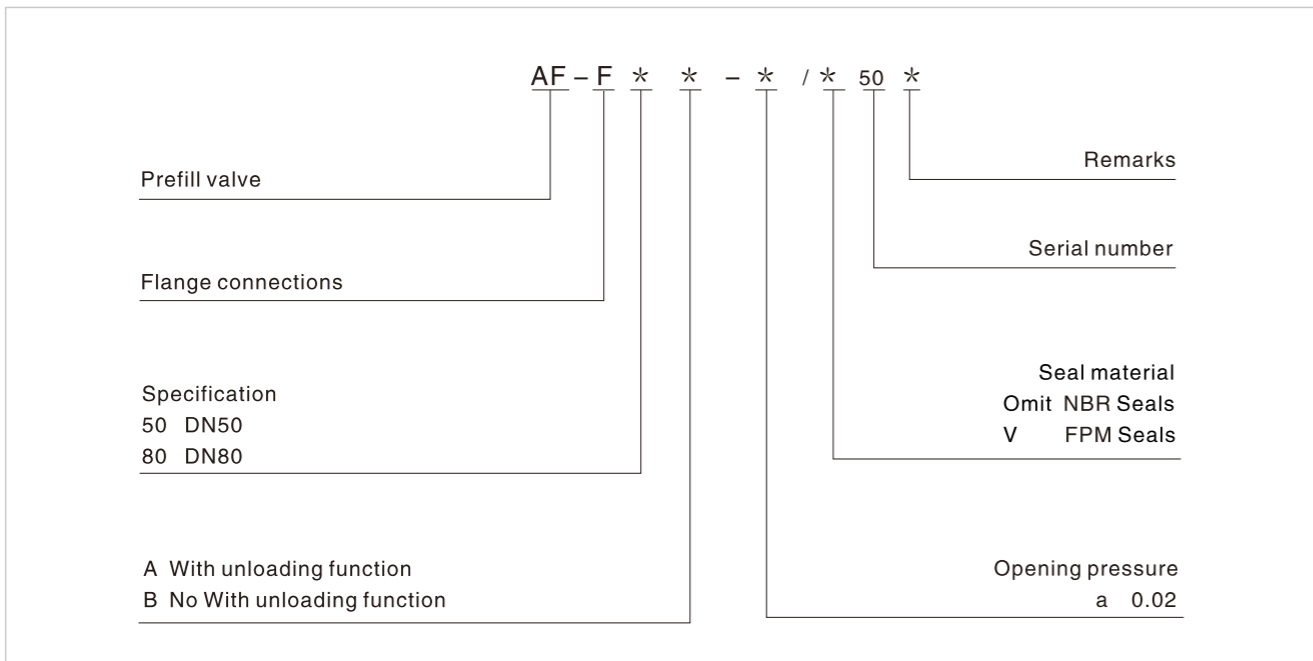 AF – F * * – * / * 50 *
Prefill valve
Flange connections
Specification
50 DN50
80 DN80
A With unloading function
B No With unloading function
Remarks
Serial number
Seal material
Omit NBR Seals
V FPM Seals
Opening pressure
a 0.02